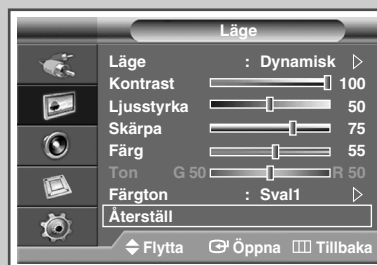 Läge
Läge : Dynamisk
Kontrast 100
Ljusstyrka 50
Skärpa 75
Färg 55
Ton G 50 R 50
Färgton : Sval1
Återställ
Flytta Öppna Tillbaka